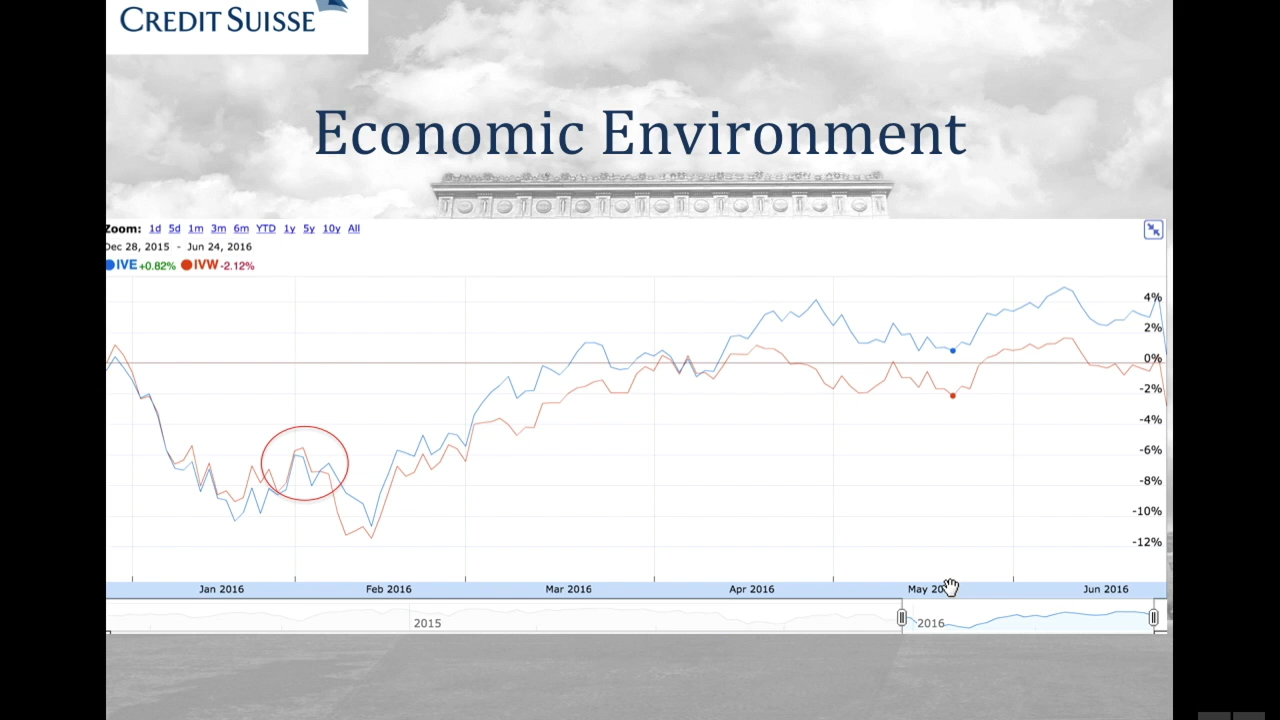 CREDIT SUISSE
Economic Environment
Zoom: 1d 5d 1m 3m 6m YTD 1y 5y 10y All
Dec 28, 2015 - Jun 24, 2016
IVE +0.82% IVW -2.12%
4%
2%
0%
-2%
-4%
-6%
-8%
-10%
-12%
Jan 2016 Feb 2016 Mar 2016 Apr 2016 May 20 Jun 2016
2015 2016